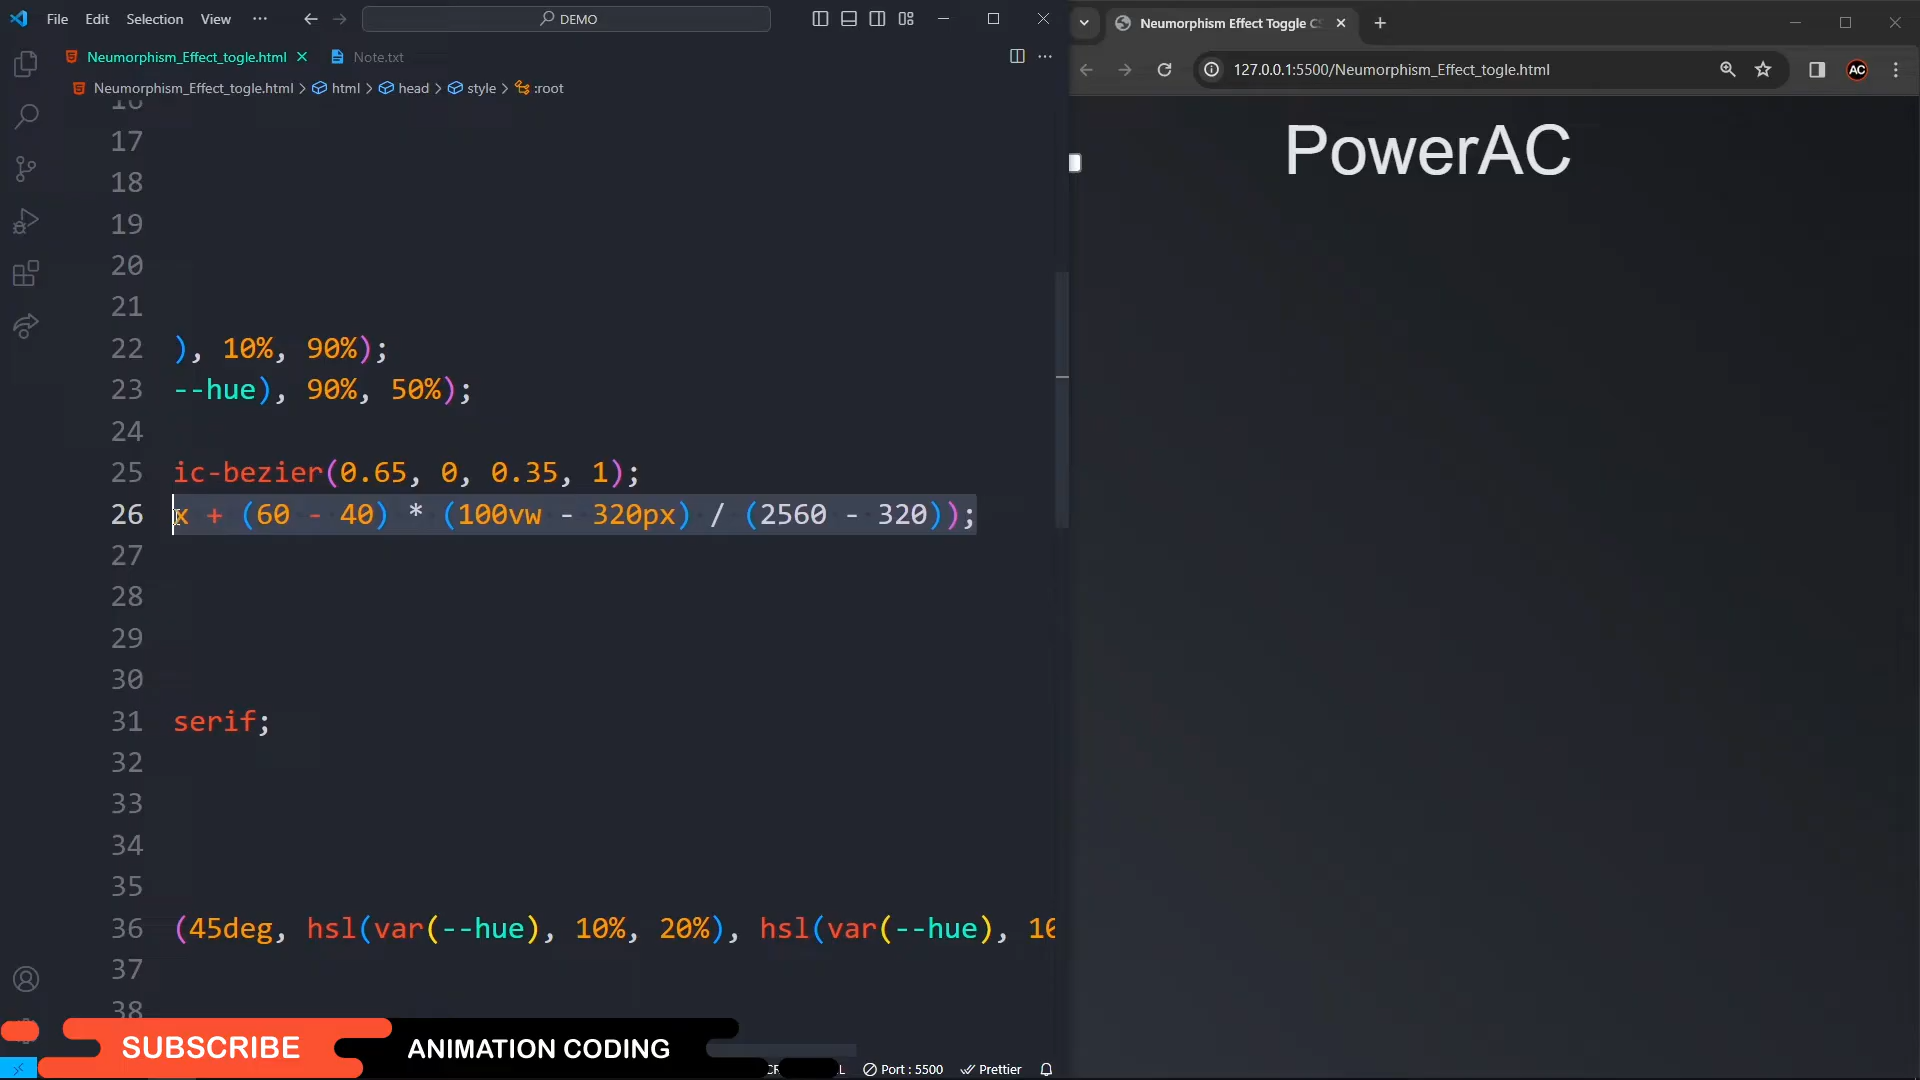 File Edit Selection View ··· DEMO
Neumorphism_Effect_togle.html Note.txt
Neumorphism_Effect_togle.html > html > head > style > :root
16
17
18
19
20
21
22 ), 10%, 90%);
23 --hue), 90%, 50%);
24
25 ic-bezier(0.65, 0, 0.35, 1);
26 x + (60 - 40) * (100vw - 320px) / (2560 - 320));
27
28
29
30
31 serif;
32
33
34
35
36 (45deg, hsl(var(--hue), 10%, 20%), hsl(var(--hue), 10
37
38
SUBSCRIBE ANIMATION CODING
Port : 5500 Prettier
Neumorphism Effect Toggle
127.0.0.1:5500/Neumorphism_Effect_togle.html AC
PowerAC